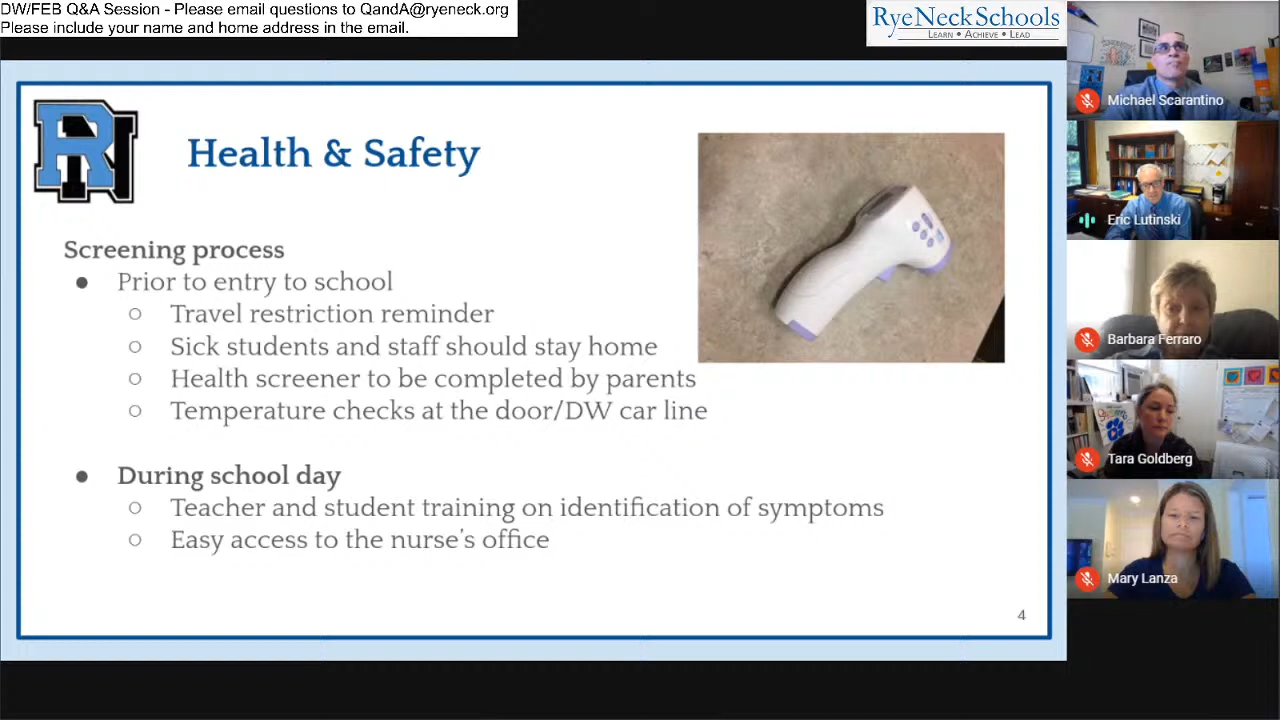 DW/FEB Q&A Session - Please email questions to QandA@ryeneck.org
Please include your name and home address in the email.
RyeNeckSchools
LEARN • ACHIEVE • LEAD
RN
Health & Safety
Screening process
● Prior to entry to school
○ Travel restriction reminder
○ Sick students and staff should stay home
○ Health screener to be completed by parents
○ Temperature checks at the door/DW car line
● During school day
○ Teacher and student training on identification of symptoms
○ Easy access to the nurse's office
4
Michael Scarantino
Eric Lutinski
Barbara Ferraro
Tara Goldberg
Mary Lanza